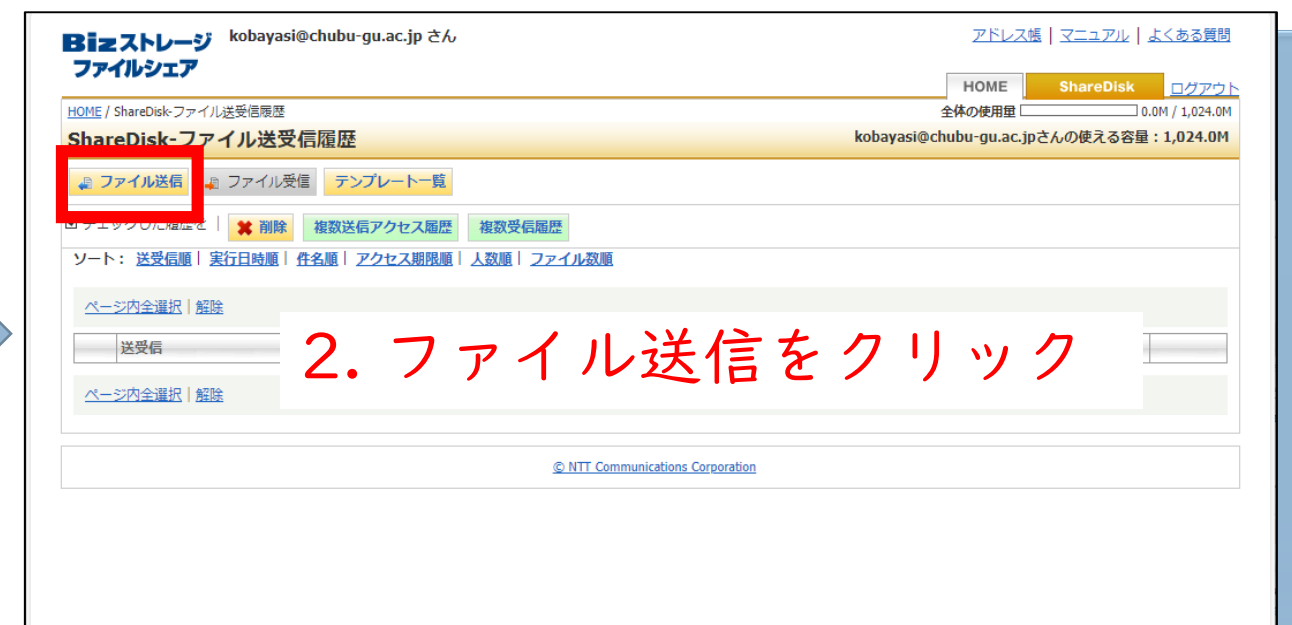 Bizストレージ
ファイルシェア
kobayasi@chubu-gu.ac.jp さん
アドレス帳 | マニュアル | よくある質問
HOME ShareDisk ログアウト
HOME / ShareDisk-ファイル送受信履歴
全体の使用量 0.0M / 1,024.0M
ShareDisk-ファイル送受信履歴
kobayasi@chubu-gu.ac.jpさんの使える容量：1,024.0M
ファイル送信 ファイル受信 テンプレート一覧
チェックした履歴を | 削除 複数送信アクセス履歴 複数受信履歴
ソート： 送受信順 | 実行日時順 | 件名順 | アクセス期限順 | 人数順 | ファイル数順
ページ内全選択 | 解除
送受信
2. ファイル送信をクリック
ページ内全選択 | 解除
© NTT Communications Corporation